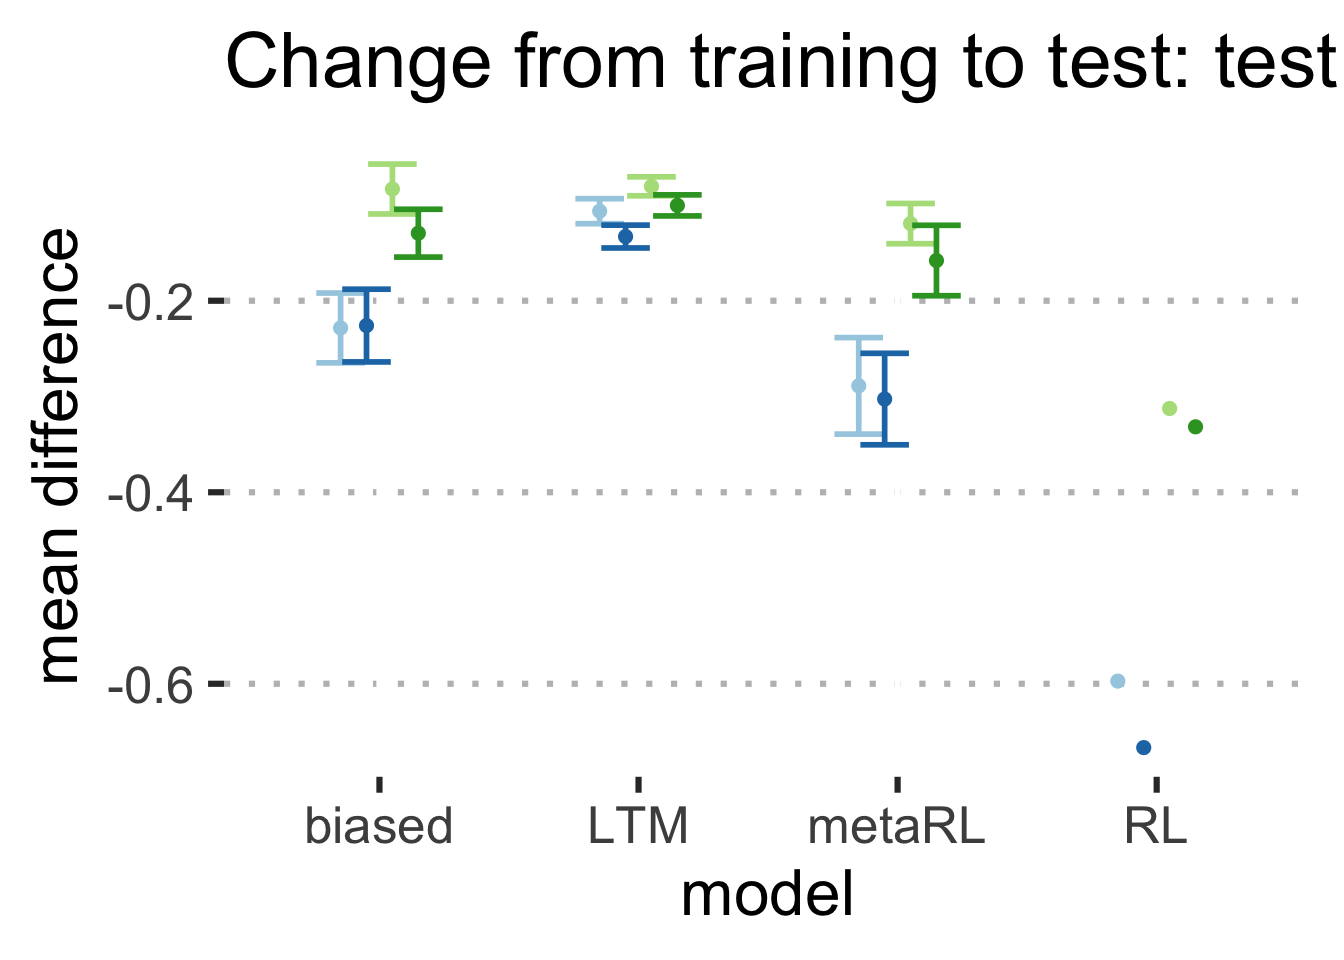 Change from training to test: test
mean difference
-0.2
-0.4
-0.6
biased LTM metaRL RL
model